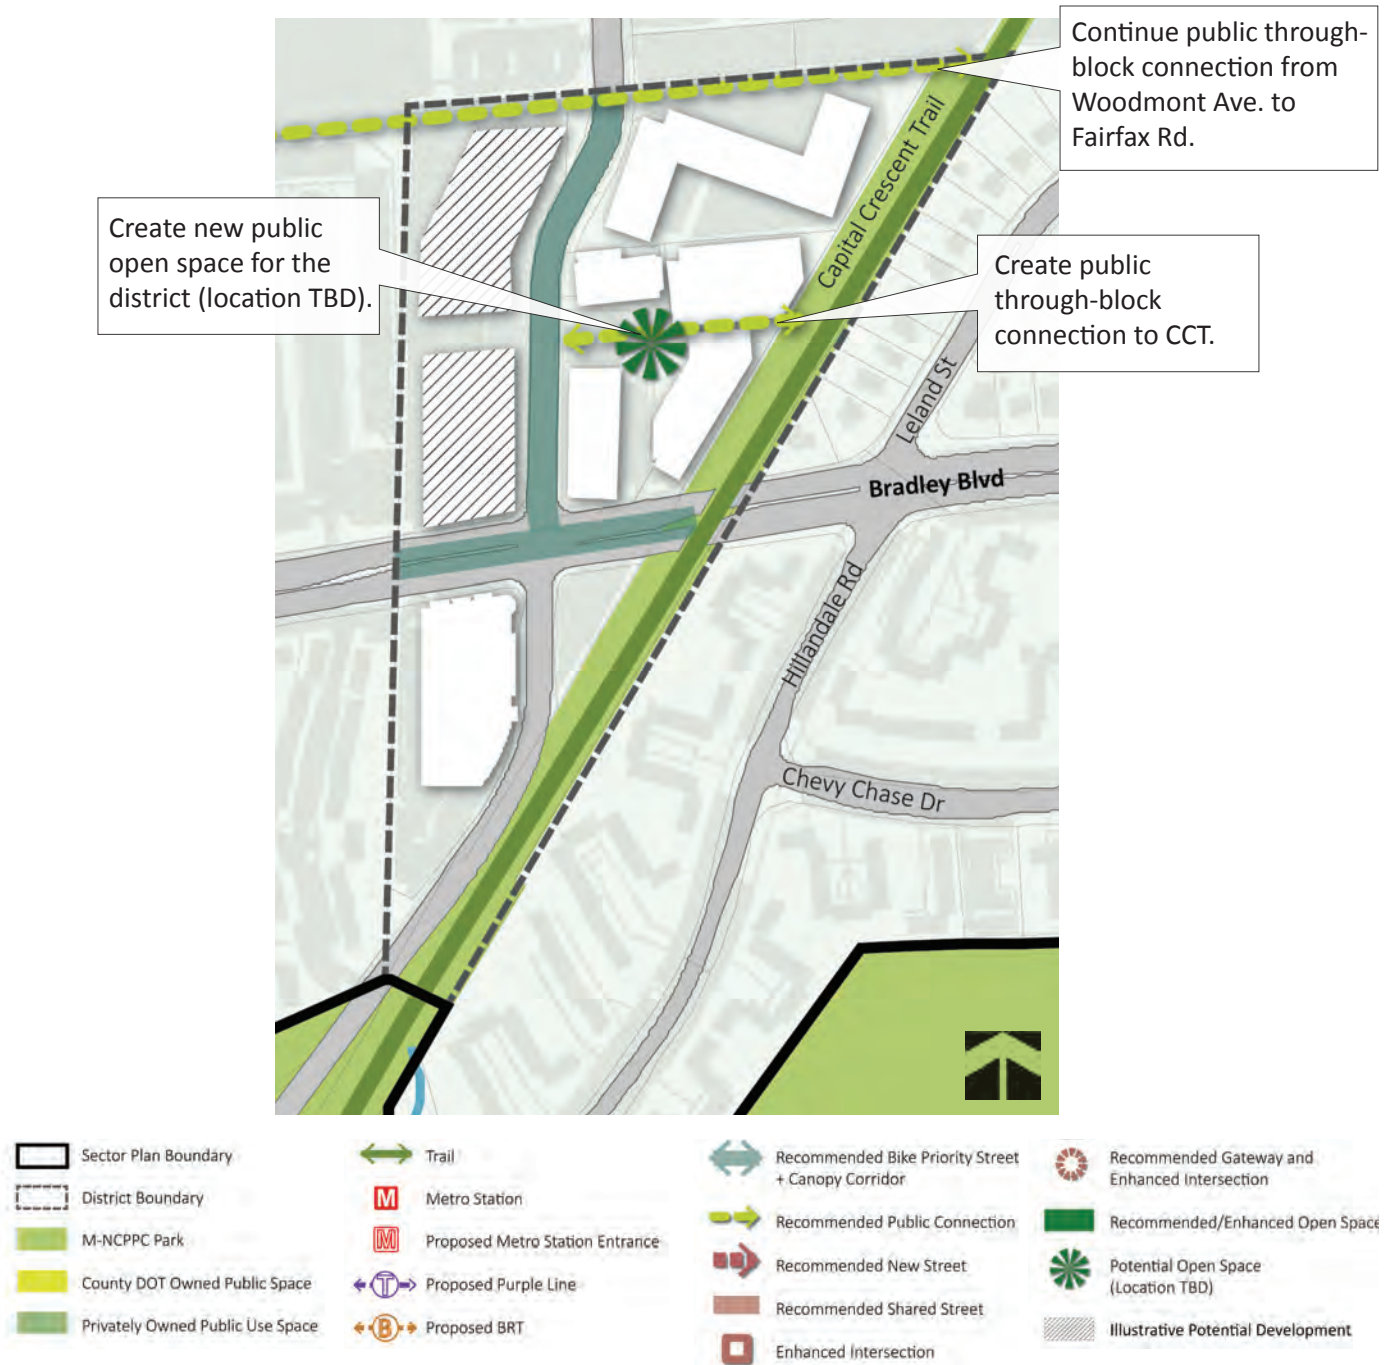 Continue public through-
block connection from
Woodmont Ave. to
Fairfax Rd.
Create new public
open space for the
district (location TBD).
Capital Crescent Trail
Create public
through-block
connection to CCT.
Leland St
Bradley Blvd
Hillandale Rd
Chevy Chase Dr
Sector Plan Boundary
District Boundary
M-NCPPC Park
County DOT Owned Public Space
Privately Owned Public Use Space
Trail
M Metro Station
M Proposed Metro Station Entrance
T Proposed Purple Line
B Proposed BRT
Recommended Bike Priority Street
+ Canopy Corridor
Recommended Public Connection
Recommended New Street
Recommended Shared Street
Enhanced Intersection
Recommended Gateway and
Enhanced Intersection
Recommended/Enhanced Open Space
Potential Open Space
(Location TBD)
Illustrative Potential Development